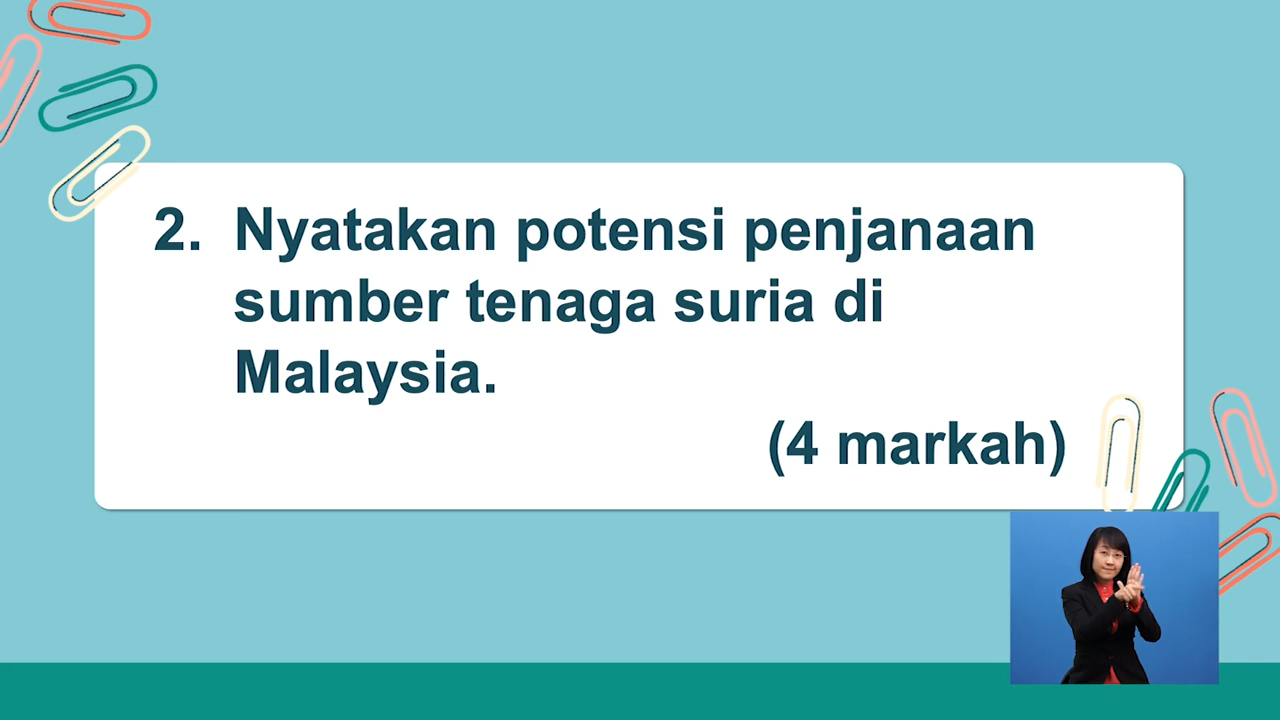 2. Nyatakan potensi penjanaan
sumber tenaga suria di
Malaysia.
(4 markah)